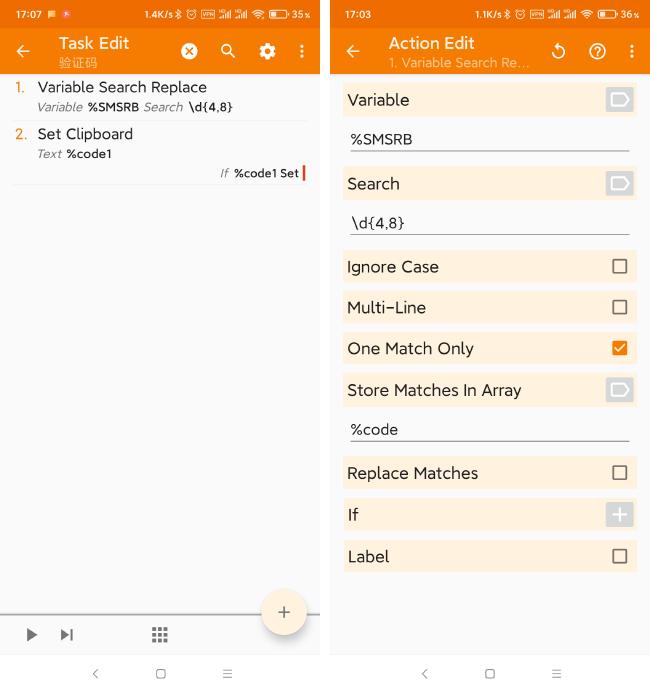 17:07
1.4K/s
VPN
35%
Task Edit
验证码
1. Variable Search Replace
Variable %SMSRB Search \d{4,8}
2. Set Clipboard
Text %code1
If %code1 Set
17:03
1.1K/s
VPN
36%
Action Edit
1. Variable Search Re...
Variable
%SMSRB
Search
\d{4,8}
Ignore Case
Multi-Line
One Match Only
Store Matches In Array
%code
Replace Matches
If
Label